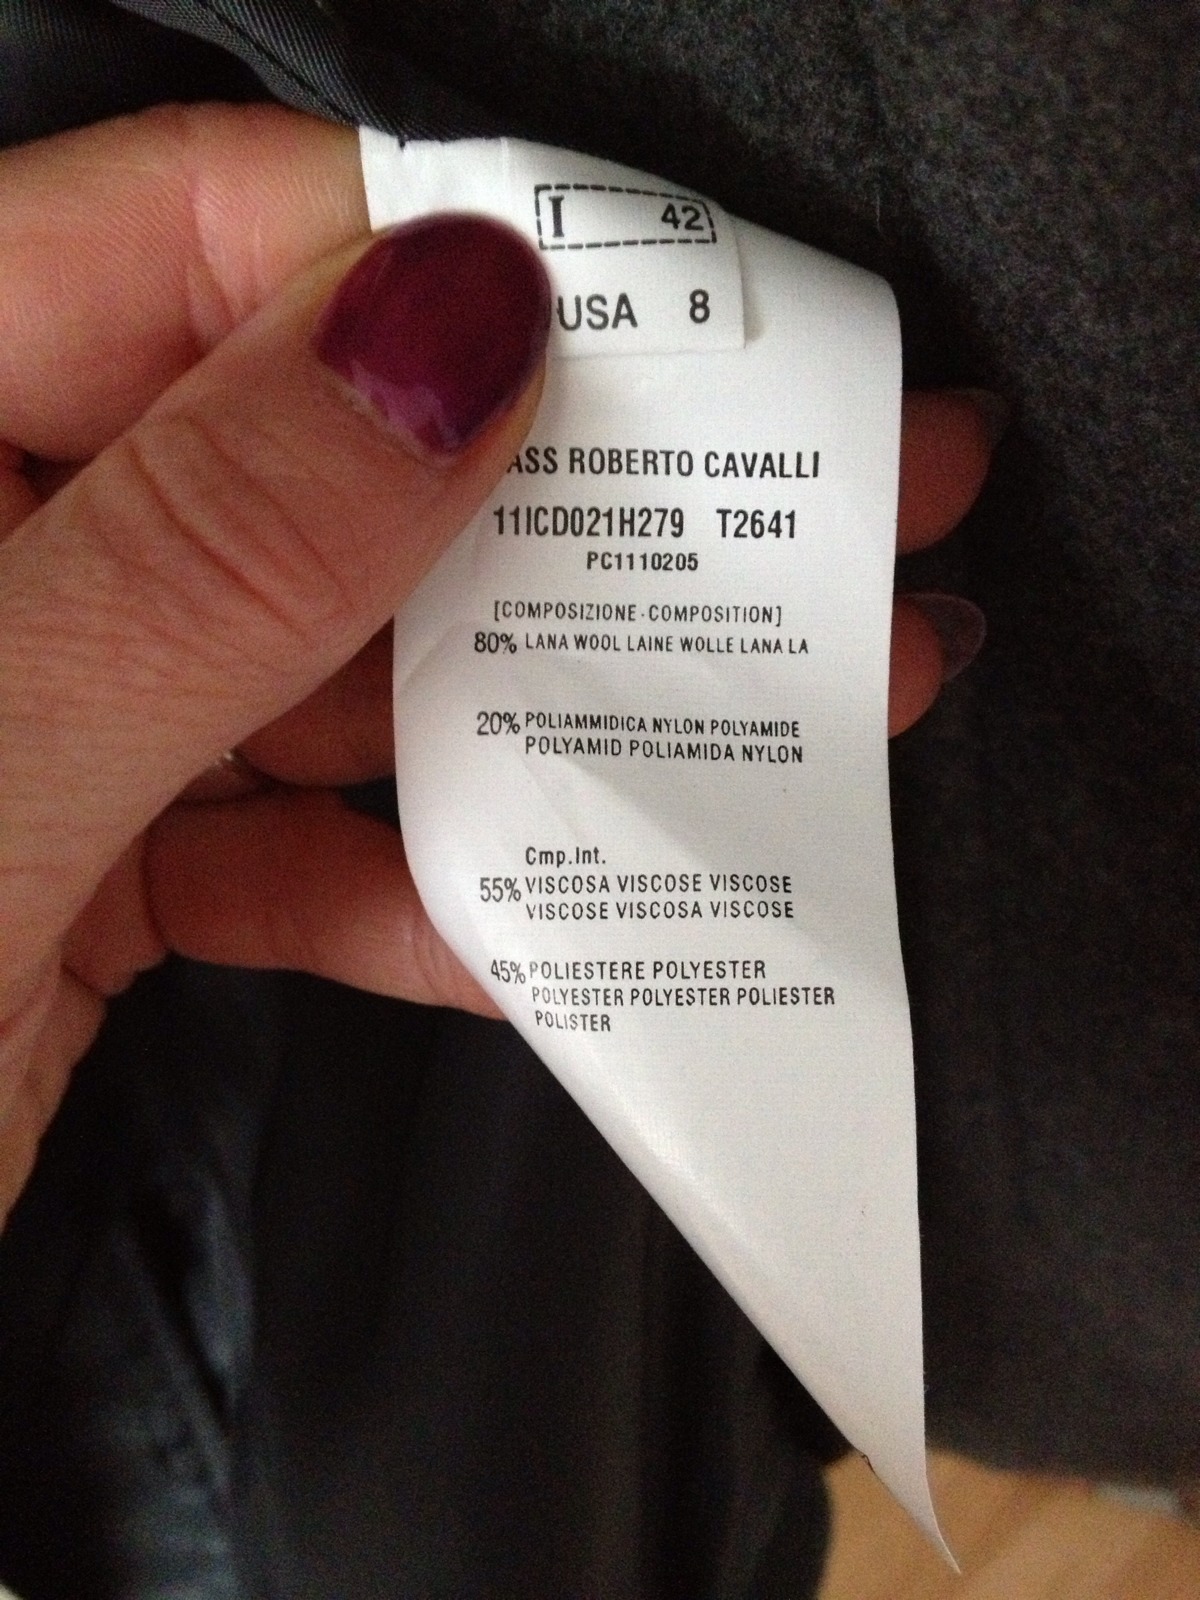 I 42
USA 8
ASS ROBERTO CAVALLI
11ICD021H279 T2641
PC1110205
[COMPOSIZIONE-COMPOSITION]
80% LANA WOOL LAINE WOLLE LANA LA
20% POLIAMMIDICA NYLON POLYAMIDE
POLYAMID POLIAMIDA NYLON
Cmp.Int.
55% VISCOSA VISCOSE VISCOSE
VISCOSE VISCOSA VISCOSE
45% POLIESTERE POLYESTER
POLYESTER POLYESTER POLIESTER
POLISTER